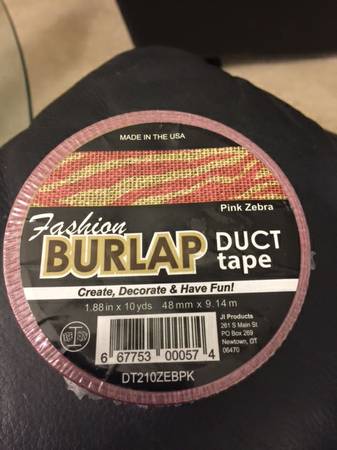 MADE IN THE USA
Pink Zebra
Fashion
BURLAP DUCT tape
Create, Decorate & Have Fun!
1.88 in x 10 yds 48 mm x 9.14 m
JI Products
261 S Main St
PO Box 269
Newtown, CT
06470
6 67753 00057 4
DT210ZEBPK